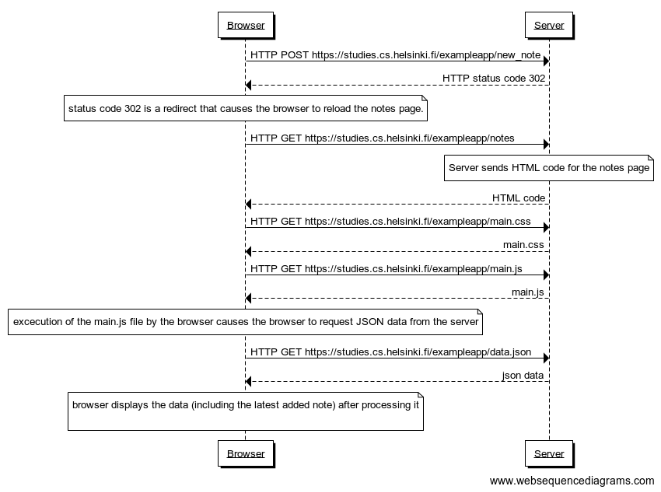 Browser
Server
HTTP POST https://studies.cs.helsinki.fi/exampleapp/new_note
HTTP status code 302
status code 302 is a redirect that causes the browser to reload the notes page.
HTTP GET https://studies.cs.helsinki.fi/exampleapp/notes
Server sends HTML code for the notes page
HTML code
HTTP GET https://studies.cs.helsinki.fi/exampleapp/main.css
main.css
HTTP GET https://studies.cs.helsinki.fi/exampleapp/main.js
main.js
excecution of the main.js file by the browser causes the browser to request JSON data from the server
HTTP GET https://studies.cs.helsinki.fi/exampleapp/data.json
json data
browser displays the data (including the latest added note) after processing it
Browser
Server
www.websequencediagrams.com